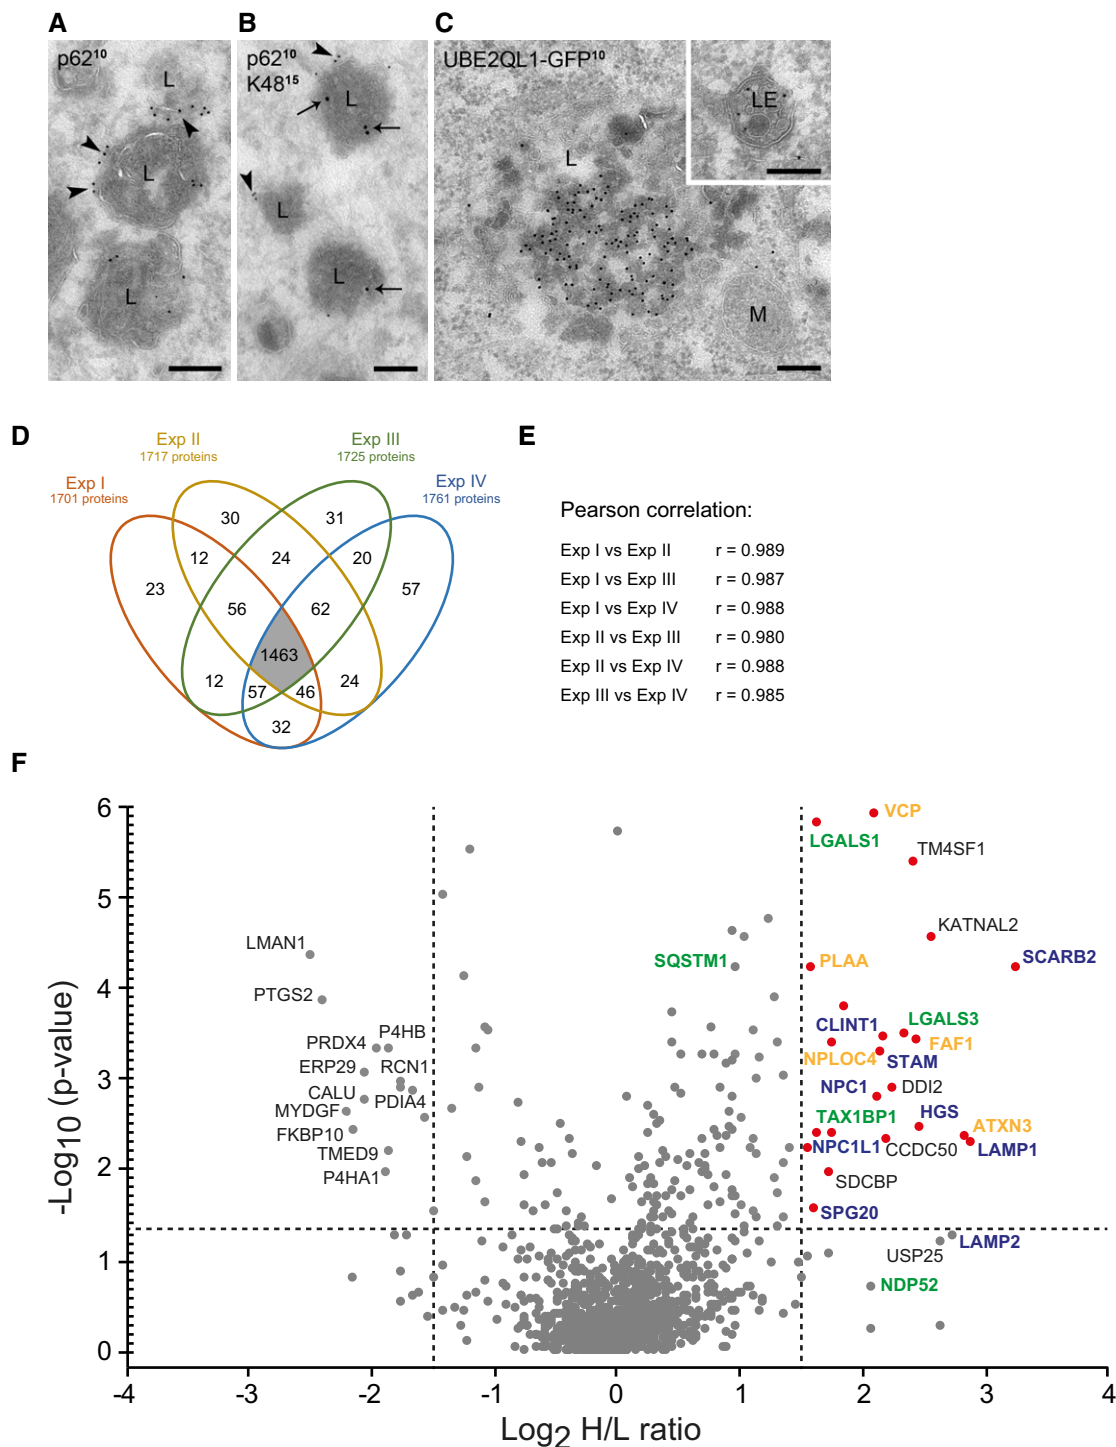 A
B
C
p62¹⁰
L
L
L
p62¹⁰
K48¹⁵
L
L
L
UBE2QL1-GFP¹⁰
L
LE
M
D
Exp I
1701 proteins
Exp II
1717 proteins
Exp III
1725 proteins
Exp IV
1761 proteins
30
31
12
24
20
23
57
56
62
1463
12
57
46
24
32
E
Pearson correlation:
Exp I vs Exp II r = 0.989
Exp I vs Exp III r = 0.987
Exp I vs Exp IV r = 0.988
Exp II vs Exp III r = 0.980
Exp II vs Exp IV r = 0.988
Exp III vs Exp IV r = 0.985
F
-Log₁₀ (p-value)
6
5
4
3
2
1
0
-4
-3
-2
-1
0
1
2
3
4
Log₂ H/L ratio
LMAN1
PTGS2
PRDX4
P4HB
ERP29
RCN1
CALU
PDIA4
MYDGF
FKBP10
TMED9
P4HA1
SQSTM1
VCP
LGALS1
TM4SF1
KATNAL2
PLAA
SCARB2
CLINT1
LGALS3
NPLOC4
FAF1
STAM
NPC1
DDI2
TAX1BP1
HGS
ATXN3
NPC1L1
CCDC50
LAMP1
SDCBP
SPG20
LAMP2
USP25
NDP52